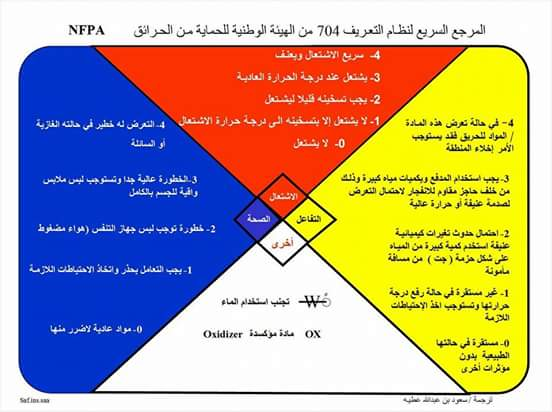 المرجع السريع لنظام التعريف 704 من الهيئة الوطنية للحماية من الحرائق NFPA
4- سريع الاشتعال وبعنف
3- يشتعل عند درجة الحرارة العادية
2- يجب تسخينه قليلا ليشتعل
1- لا يشتعل إلا بتسخينه الى درجة حرارة الاشتعال
0- لا يشتعل
4- في حالة تعرض هذه المادة
/ المواد للحريق فقد يستوجب
الأمر إخلاء المنطقة
3- يجب استخدام المدفع وبكميات مياه كبيرة وذلك
من خلف حاجز مقاوم للانفجار لاحتمال التعرض
لصدمة عنيفة أو حرارة عالية
2- احتمال حدوث تغيرات كيميائية
عنيفة استخدم كمية كبيرة من المياه
على شكل حزمة ( جت ) من مسافة
مأمونة
1- غير مستقرة في حالة رفع درجة
حرارتها وتستوجب اخذ الإحتياطات
اللازمة
0- مستقرة في حالتها
الطبيعية بدون
مؤثرات أخرى
4- التعرض له خطير في حالته الغازية
أو السائلة
3- الخطورة عالية جدا وتستوجب لبس ملابس
واقية للجسم بالكامل
2- خطورة توجب لبس جهاز التنفس (هواء مضغوط
1- يجب التعامل بحذر واتخاذ الاحتياطات اللازمة
0- مواد عادية لاضرر منها
الاشتعال
الصحة
التفاعل
أخرى
W تجنب استخدام الماء
OX مادة مؤكسدة Oxidizer
ترجمة / سعود بن عبدالله عطيه